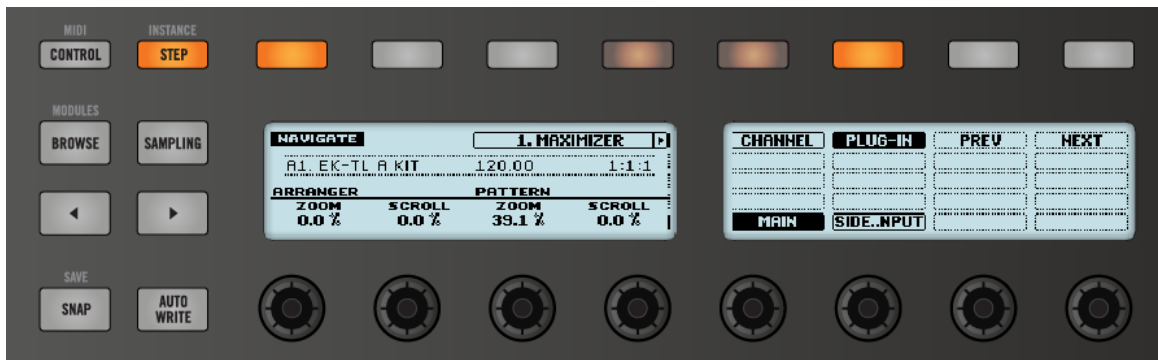 MIDI INSTANCE
CONTROL STEP
MODULES
BROWSE SAMPLING
SAVE
SNAP AUTO WRITE
NAVIGATE 1. MAXIMIZER
A1. EK-TL A KIT 120.00 1:1:1
ARRANGER PATTERN
ZOOM SCROLL ZOOM SCROLL
0.0 % 0.0 % 39.1 % 0.0 %
CHANNEL PLUG-IN PREV NEXT
MAIN SIDE..NPUT